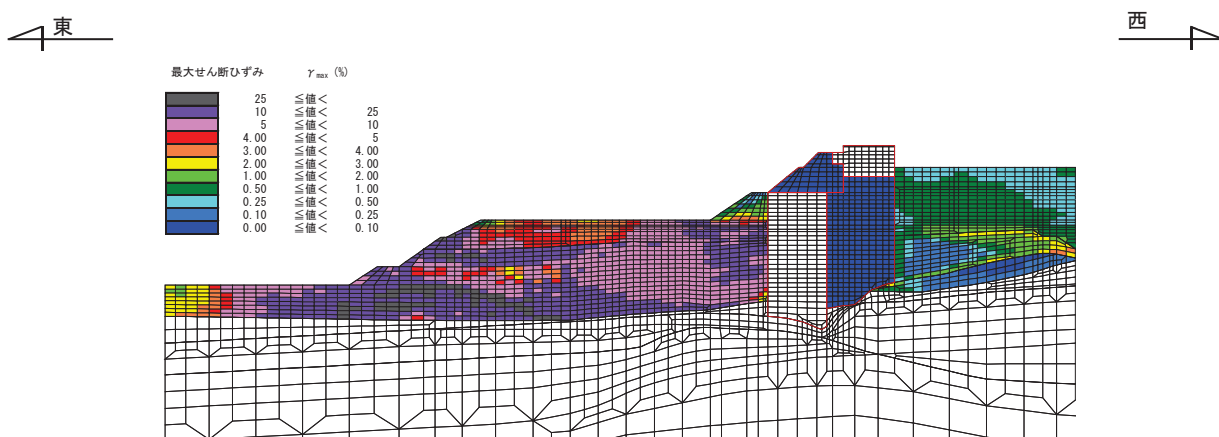 東
西
最大せん断ひずみ γmax (%)
25 ≦値<
10 ≦値< 25
5 ≦値< 10
4.00 ≦値< 5
3.00 ≦値< 4.00
2.00 ≦値< 3.00
1.00 ≦値< 2.00
0.50 ≦値< 1.00
0.25 ≦値< 0.50
0.10 ≦値< 0.25
0.00 ≦値< 0.10